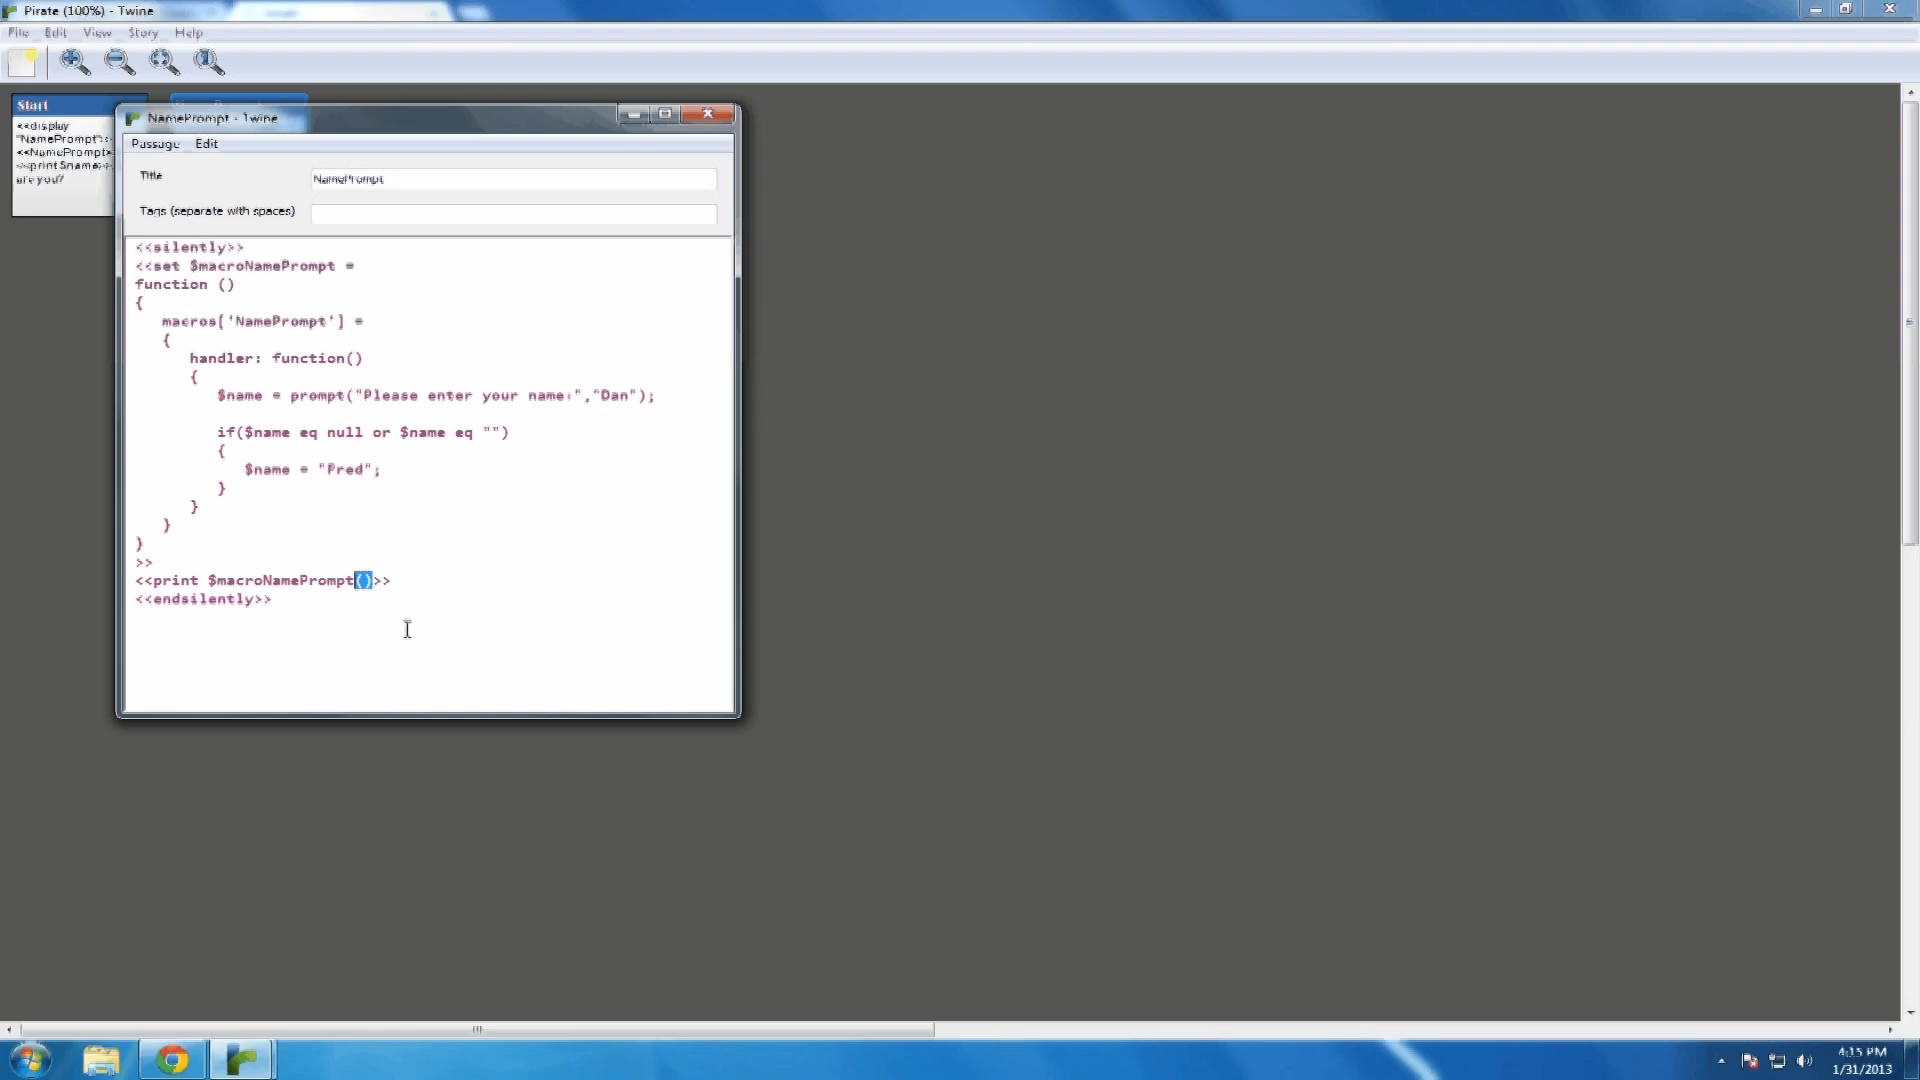 Pirate (100%) - Twine
File Edit View Story Help
Start
<<display
"NamePrompt">
<<NamePrompt>
<<print $name>>
are you?
NamePrompt - Twine
Passage Edit
Title
NamePrompt
Tags (separate with spaces)
<<silently>>
<<set $macroNamePrompt =
function ()
{
macros['NamePrompt'] =
{
handler: function()
{
$name = prompt("Please enter your name:","Dan");
if($name eq null or $name eq "")
{
$name = "Fred";
}
}
}
}
>>
<<print $macroNamePrompt()>>
<<endsilently>>
4:15 PM
1/31/2013